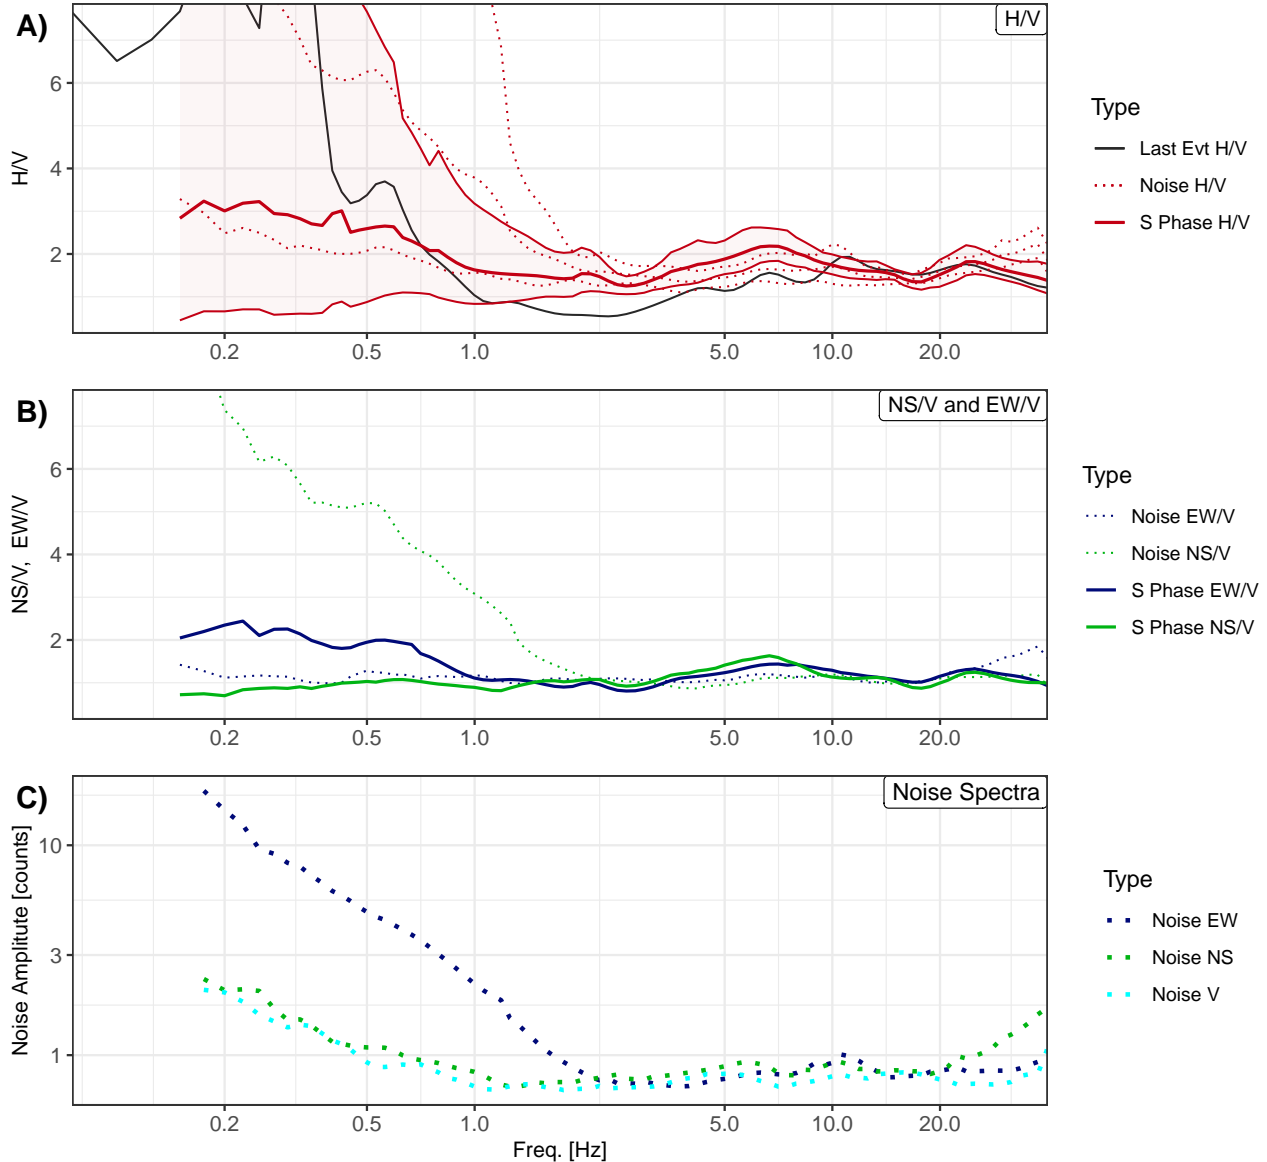 A)
H/V
H/V
6
4
2
0.2 0.5 1.0 5.0 10.0 20.0
Type
Last Evt H/V
Noise H/V
S Phase H/V
B)
NS/V and EW/V
NS/V, EW/V
6
4
2
0.2 0.5 1.0 5.0 10.0 20.0
Type
Noise EW/V
Noise NS/V
S Phase EW/V
S Phase NS/V
C)
Noise Spectra
Noise Amplitute [counts]
10
3
1
0.2 0.5 1.0 5.0 10.0 20.0
Freq. [Hz]
Type
Noise EW
Noise NS
Noise V